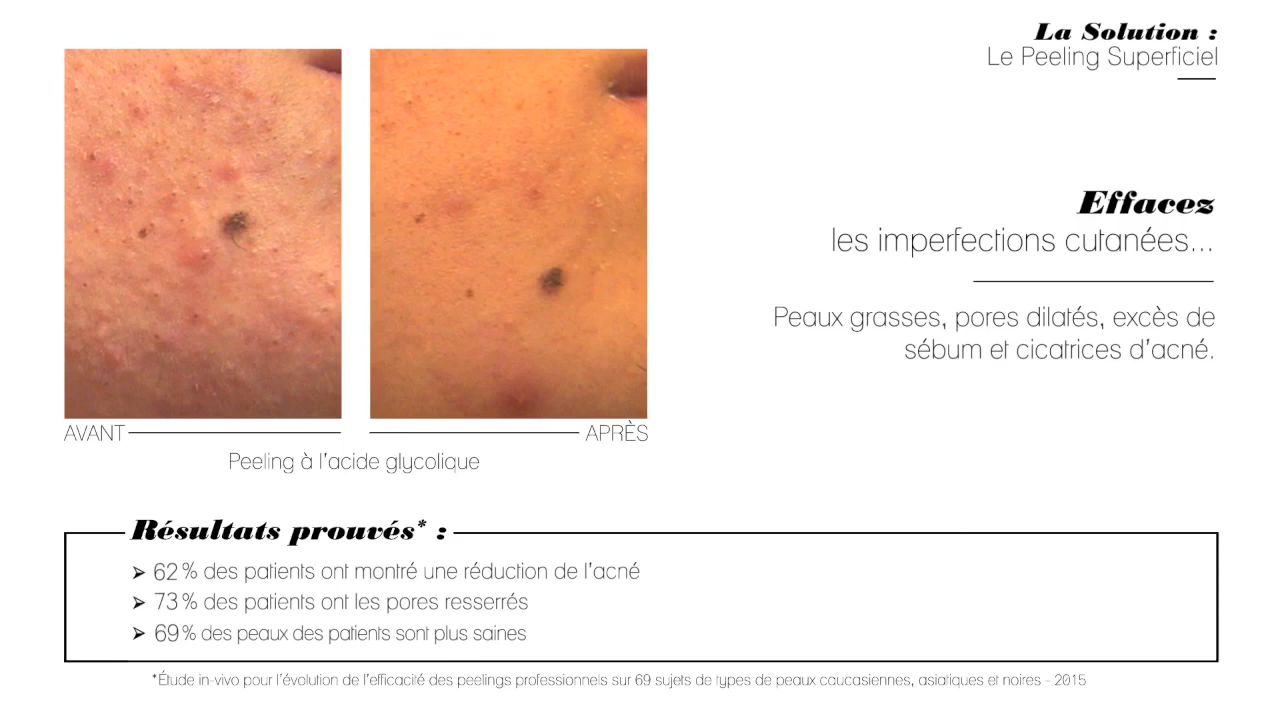 La Solution :
Le Peeling Superficiel
Effacez
les imperfections cutanées...
Peaux grasses, pores dilatés, excès de
sébum et cicatrices d'acné.
AVANT
APRÈS
Peeling à l'acide glycolique
Résultats prouvés* :
➢ 62% des patients ont montré une réduction de l'acné
➢ 73% des patients ont les pores resserrés
➢ 69% des peaux des patients sont plus saines
*Étude in-vivo pour l'évolution de l'efficacité des peelings professionnels sur 69 sujets de types de peaux caucasiennes, asiatiques et noires - 2015